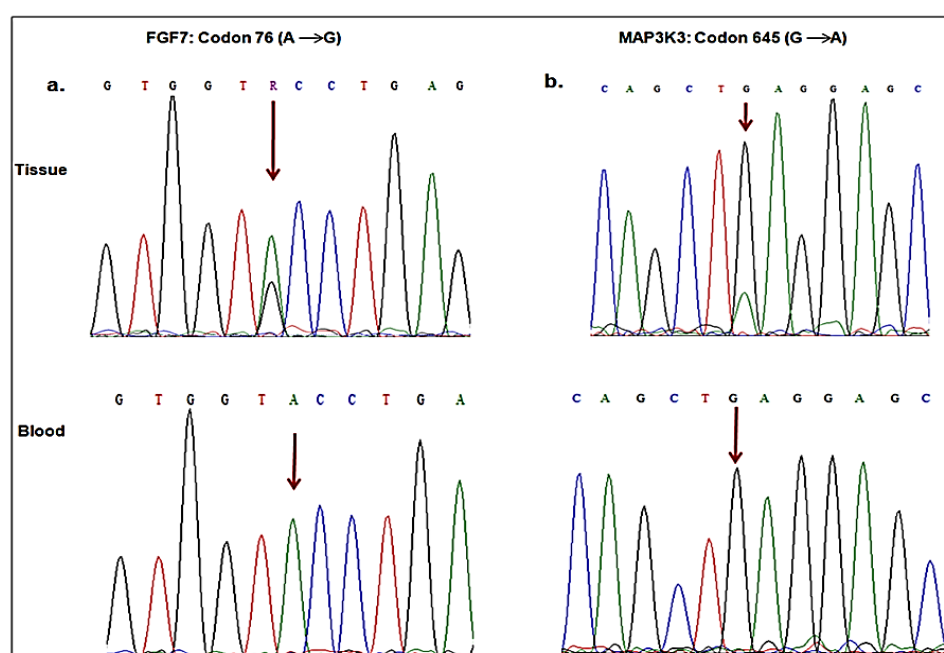 FGF7: Codon 76 (A →G)
MAP3K3: Codon 645 (G →A)
a.
G T G G T R C C T G A G
b.
C A G C T G A G G A G C
Tissue
G T G G T A C C T G A
C A G C T G A G G A G C
Blood